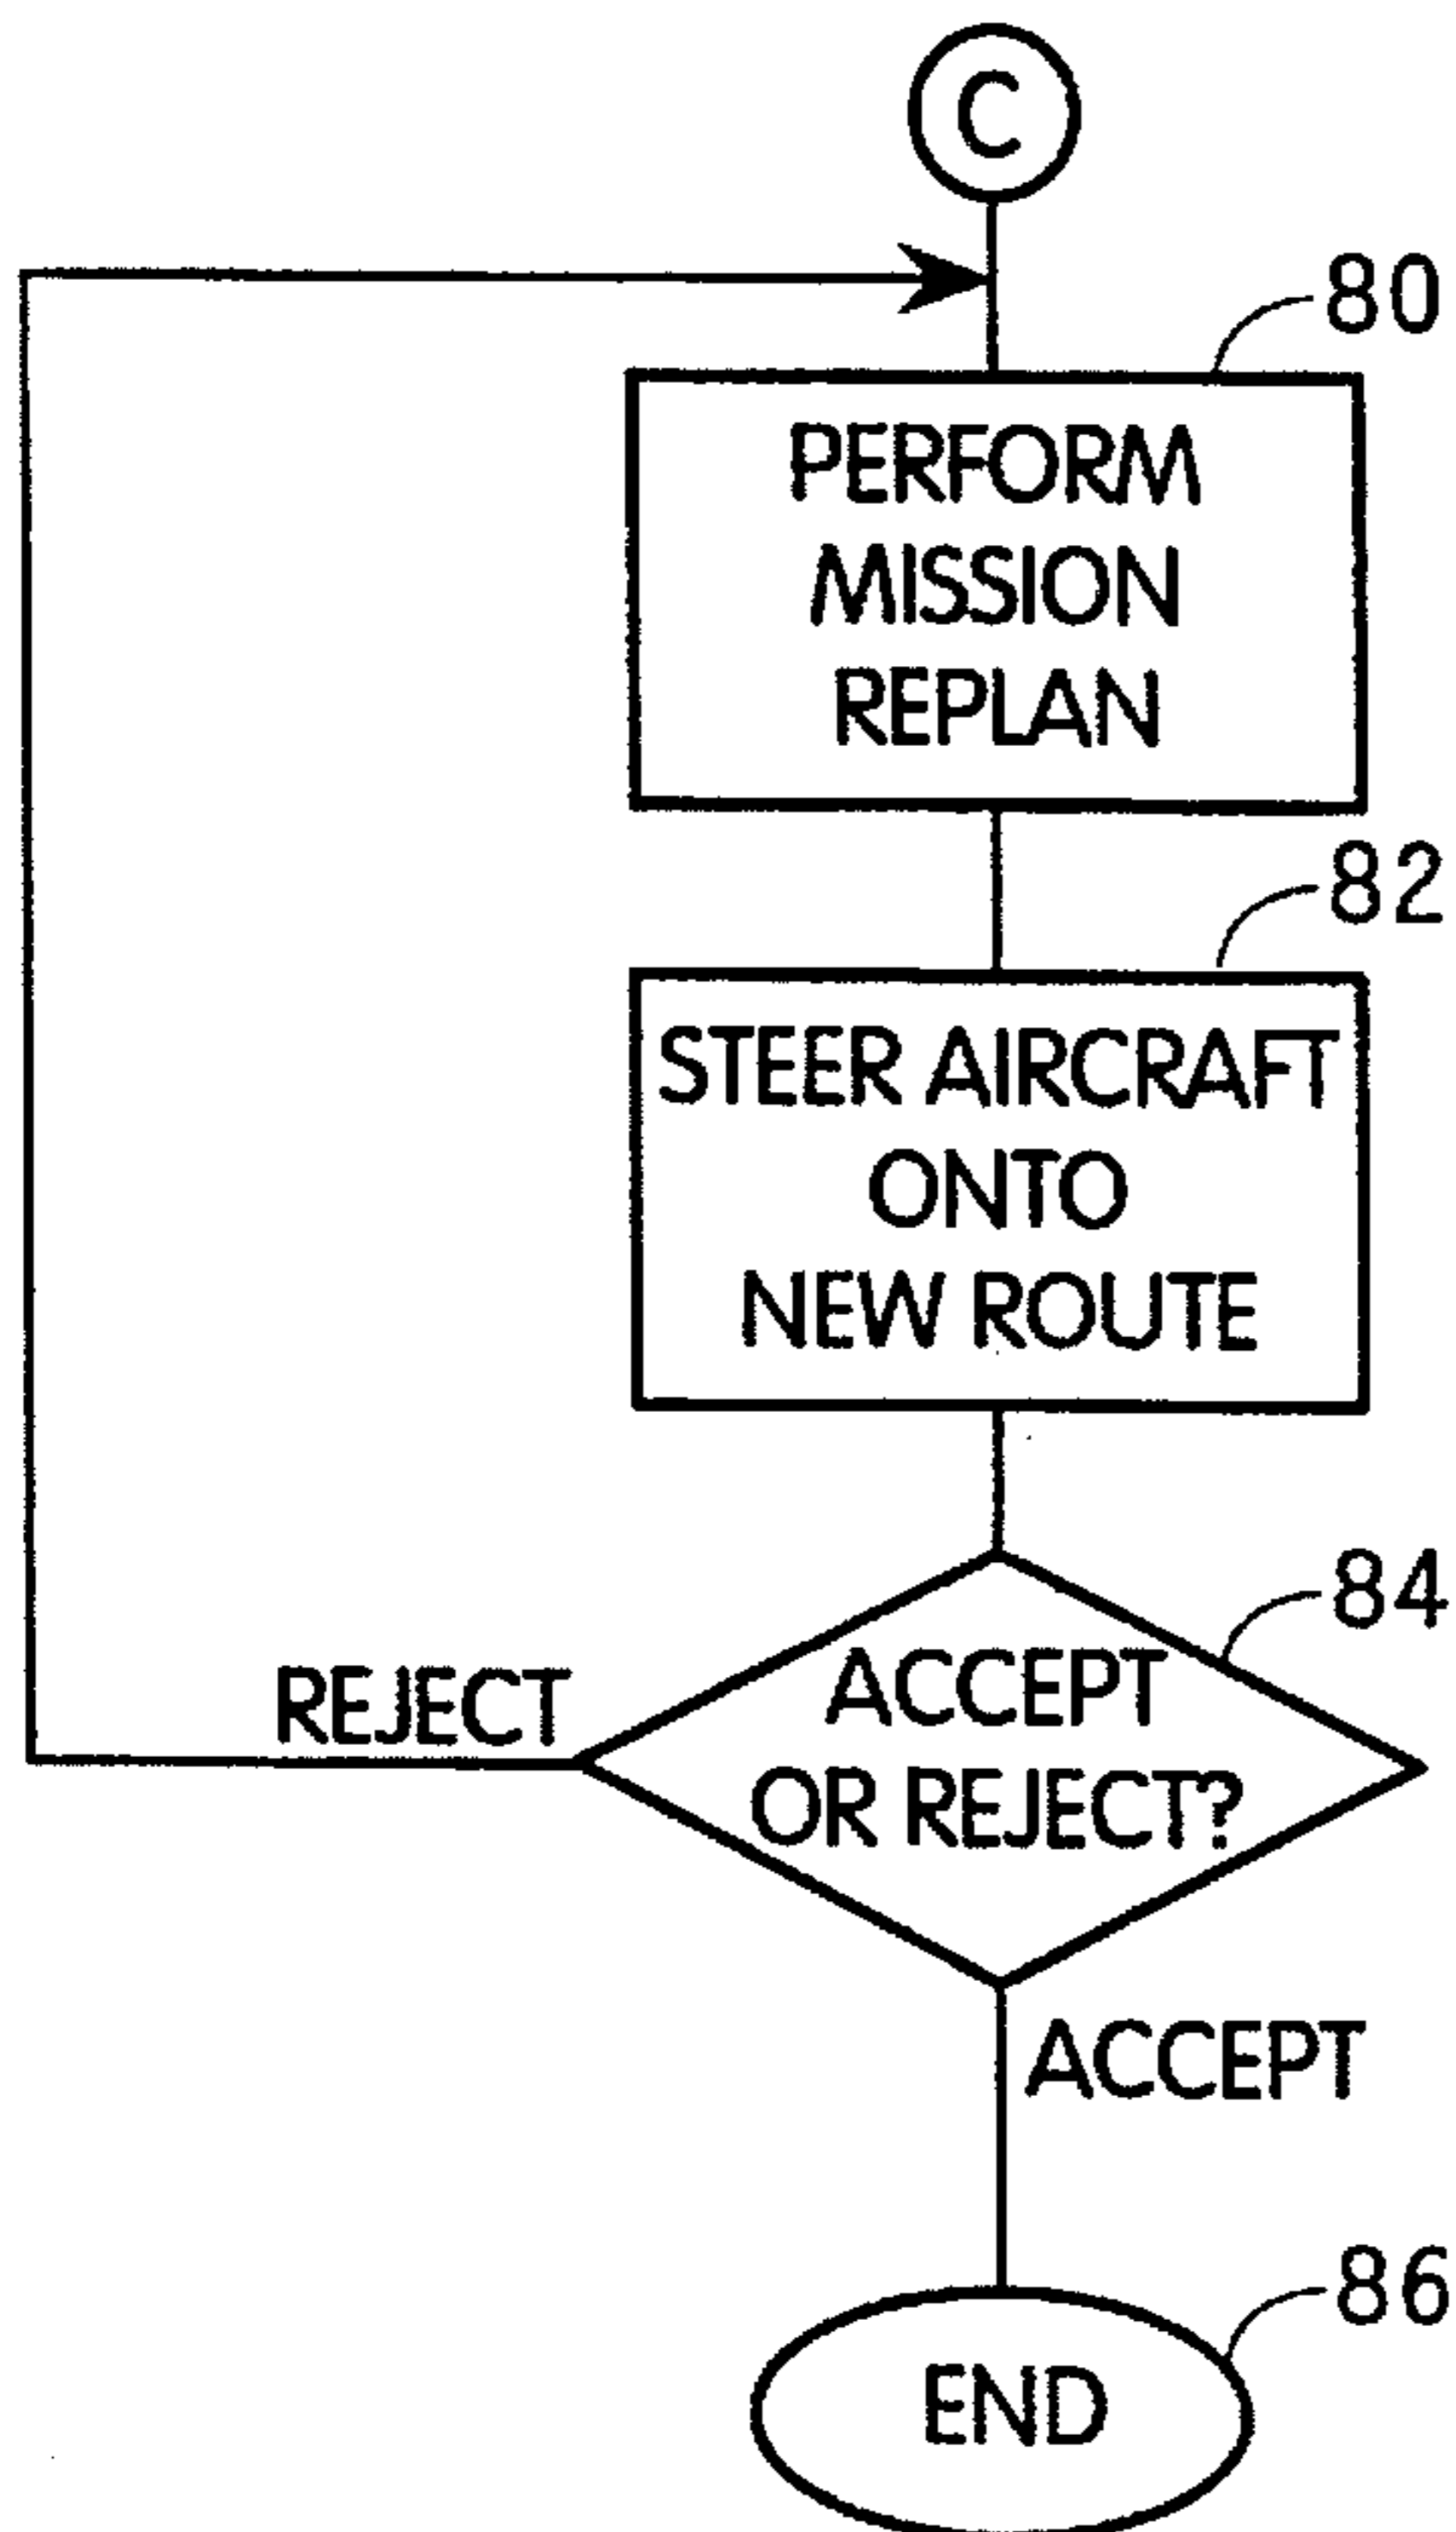 C
80
PERFORM
MISSION
REPLAN
82
STEER AIRCRAFT
ONTO
NEW ROUTE
84
ACCEPT
OR REJECT?
REJECT
ACCEPT
86
END